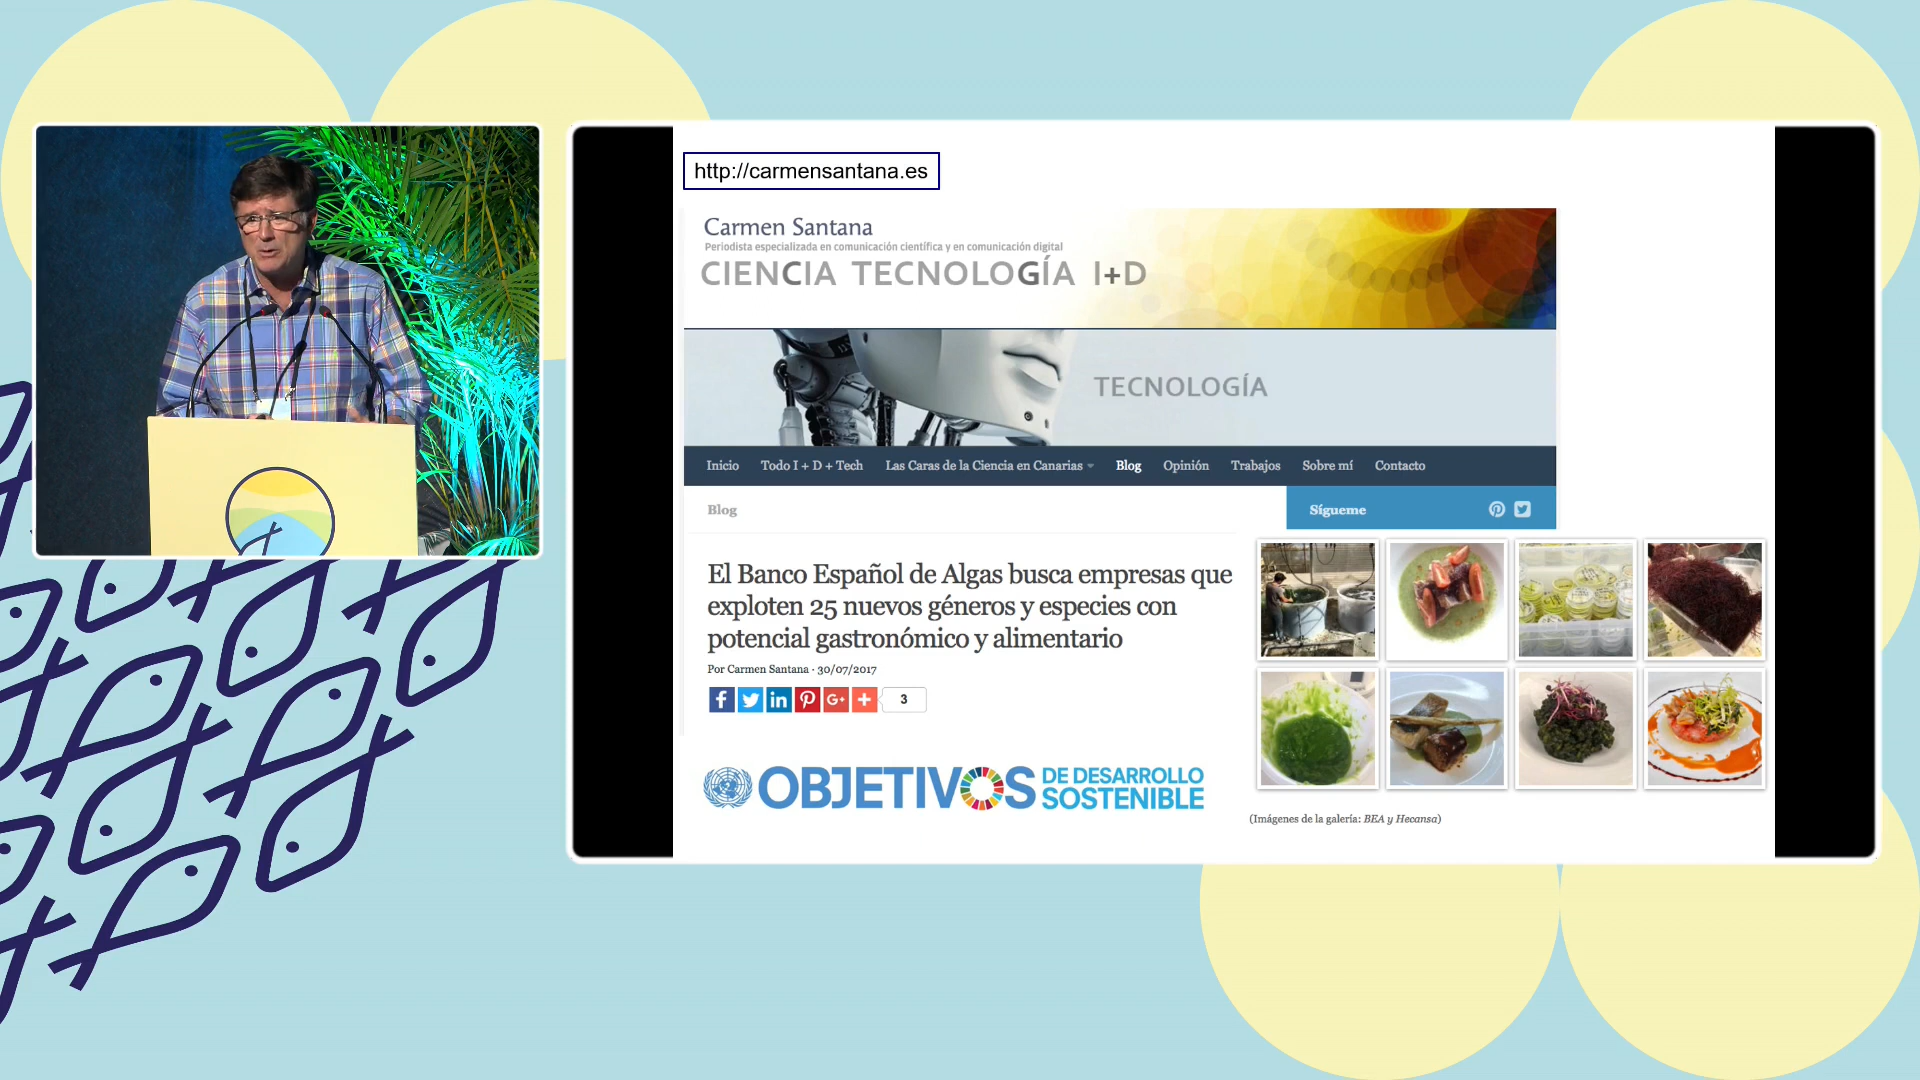 http://carmensantana.es
Carmen Santana
Periodista especializada en comunicación científica y en comunicación digital
CIENCIA TECNOLOGÍA I+D
TECNOLOGÍA
Inicio Todo I + D + Tech Las Caras de la Ciencia en Canarias Blog Opinión Trabajos Sobre mí Contacto
Blog
Sígueme
El Banco Español de Algas busca empresas que
exploten 25 nuevos géneros y especies con
potencial gastronómico y alimentario
Por Carmen Santana · 30/07/2017
3
OBJETIVOS
DE DESARROLLO
SOSTENIBLE
(Imágenes de la galería: BEA y Hecansa)